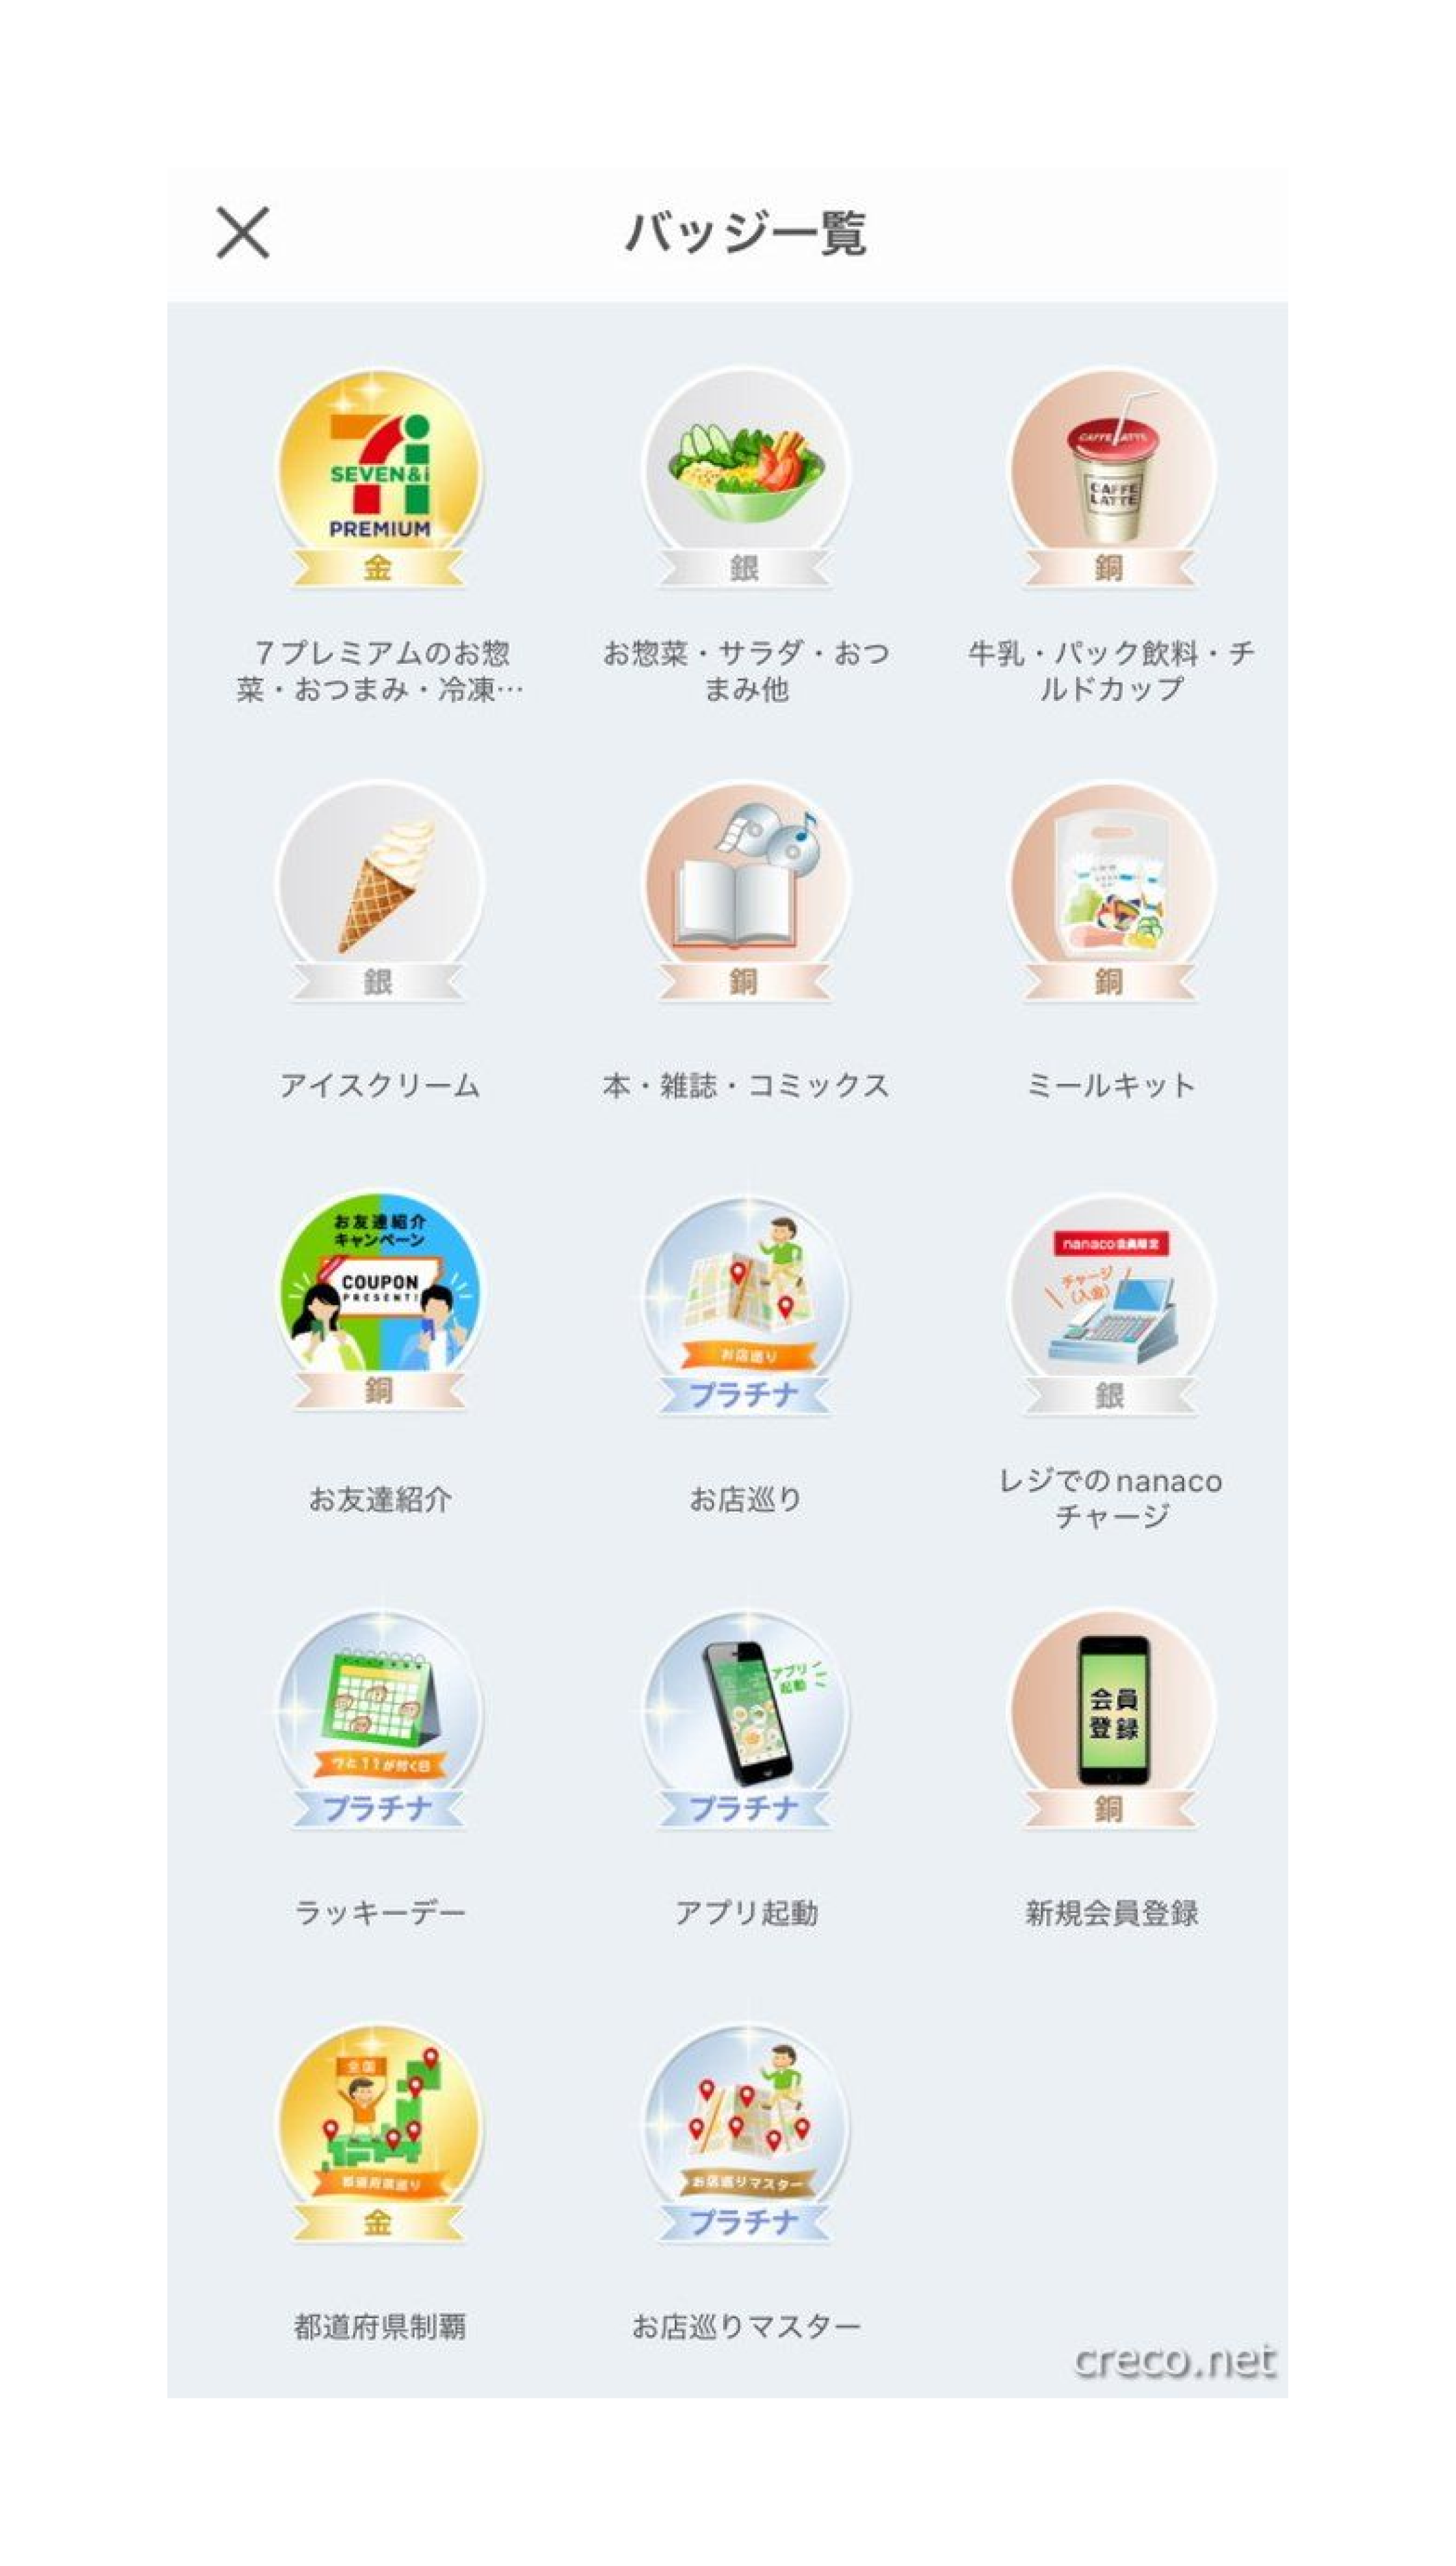 バッジ一覧
SEVEN&i
PREMIUM
金
７プレミアムのお惣
菜・おつまみ・冷凍…
銀
お惣菜・サラダ・おつ
まみ他
CAFFE LATTE
CAFFE
LATTE
銅
牛乳・パック飲料・チ
ルドカップ
銀
アイスクリーム
銅
本・雑誌・コミックス
銅
ミールキット
お友達紹介
キャンペーン
COUPON
PRESENT!
銅
お友達紹介
お店巡り
プラチナ
お店巡り
nanaco会員限定
チャージ
(入金)
銀
レジでのnanaco
チャージ
7と11が付く日
プラチナ
ラッキーデー
アプリ
起動
プラチナ
アプリ起動
会員
登録
銅
新規会員登録
全国
都道府県巡り
金
都道府県制覇
お店巡りマスター
プラチナ
お店巡りマスター
creco.net